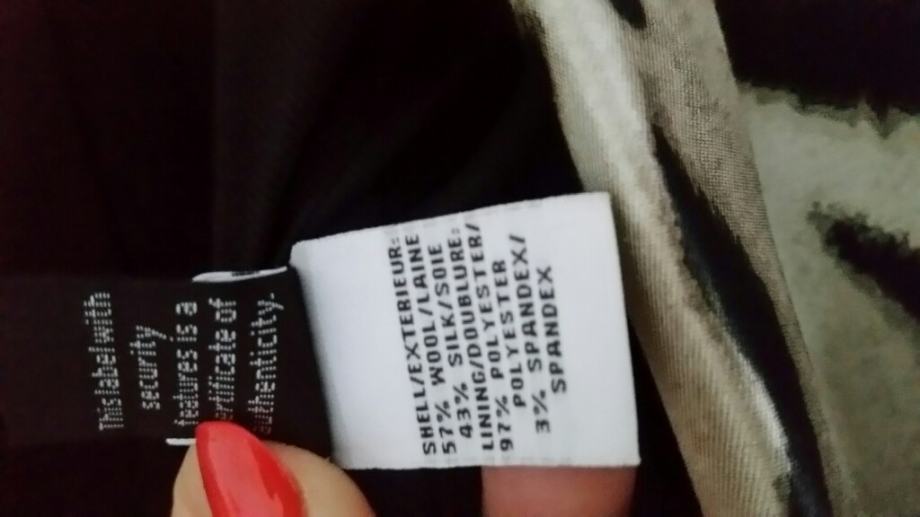 This label with
security
features is a
certificate of
authenticity.
SHELL/EXTERIEUR:
57% WOOL/LAINE
43% SILK/SOIE
LINING/DOUBLURE:
97% POLYESTER/
POLYESTER
3% SPANDEX/
SPANDEX